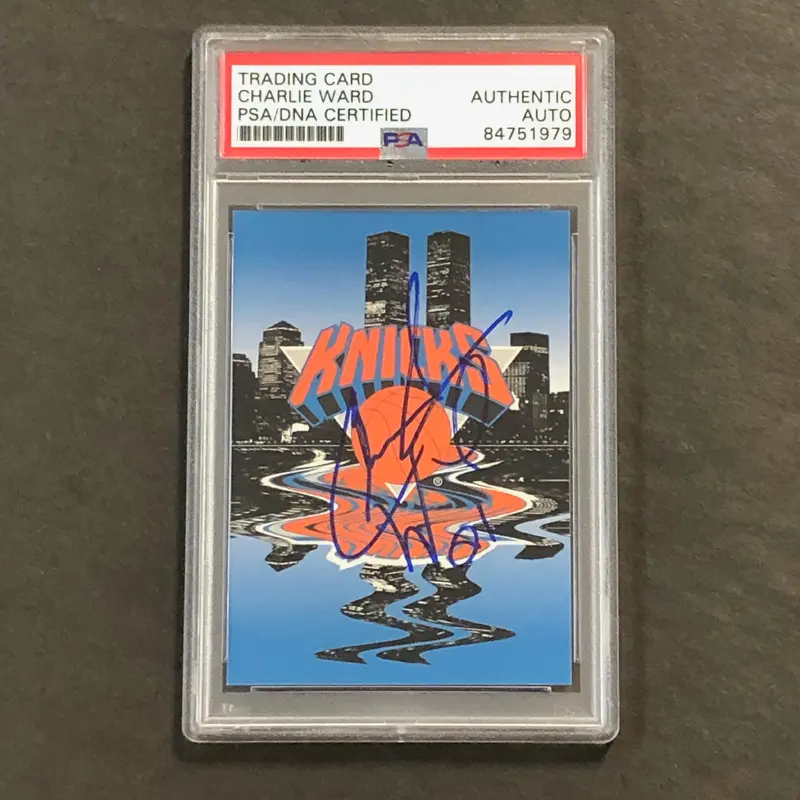 TRADING CARD
CHARLIE WARD
PSA/DNA CERTIFIED
AUTHENTIC
AUTO
84751979
PSA
KNICKS
®